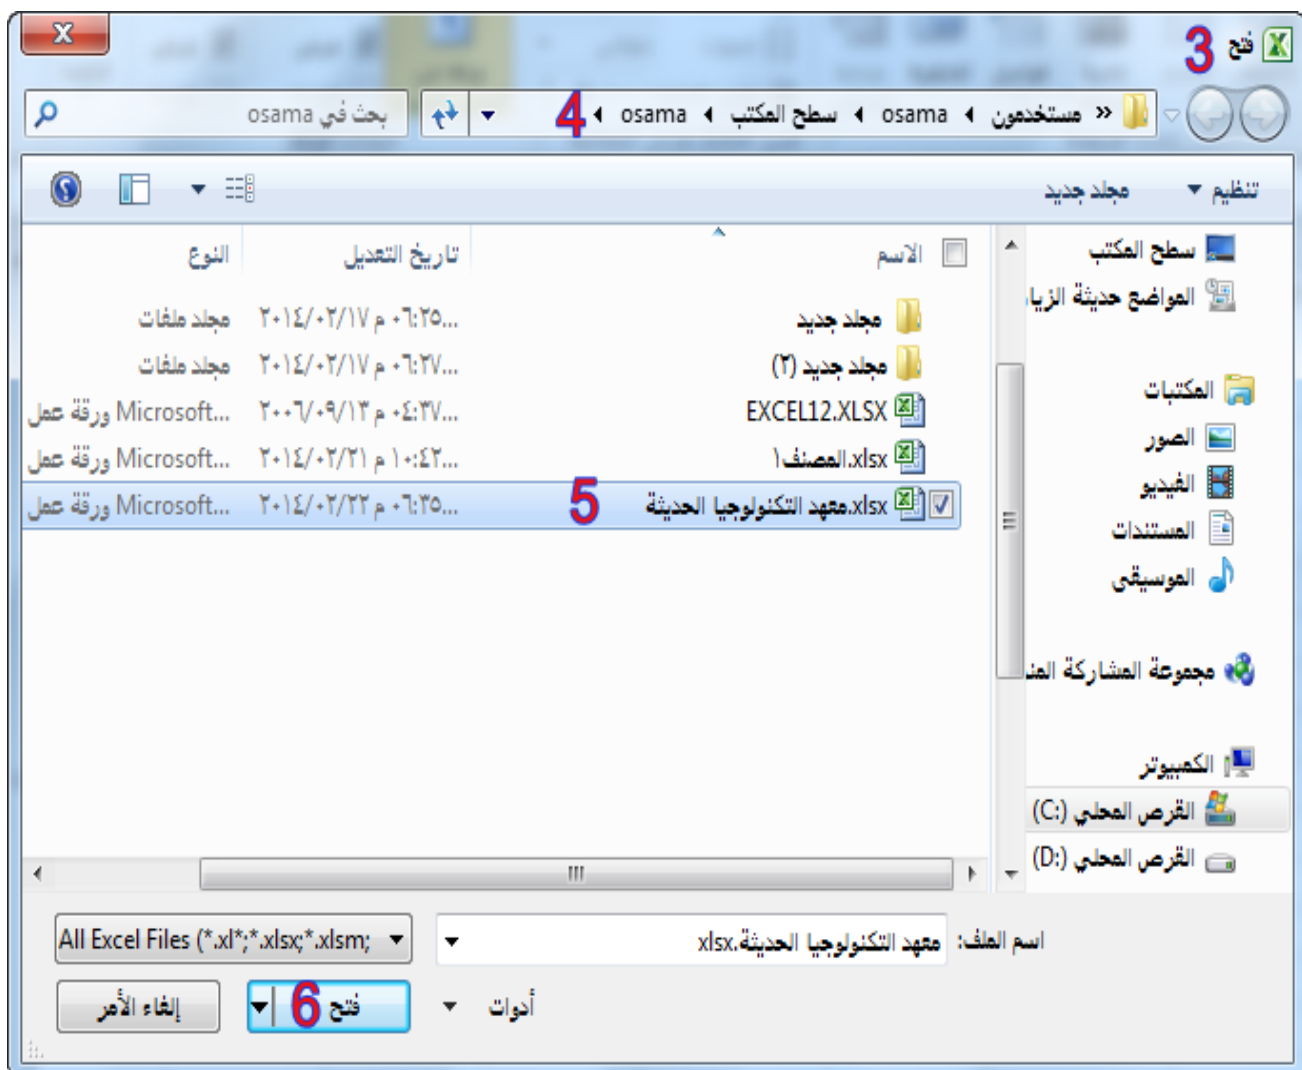 فتح 3
« مستخدمون ◂ osama ◂ سطح المكتب ◂ osama ◂ 4
بحث في osama
تنظيم ▾ مجلد جديد
سطح المكتب
المواضع حديثة الزيا
المكتبات
الصور
الفيديو
المستندات
الموسيقى
مجموعة المشاركة المنـ
الكمبيوتر
القرص المحلي (C:)
القرص المحلي (D:)
الاسم تاريخ التعديل النوع
مجلد جديد ٢٠١٤/٠٢/١٧ م ٠٦:٢٥... مجلد ملفات
مجلد جديد (٢) ٢٠١٤/٠٢/١٧ م ٠٦:٢٧... مجلد ملفات
EXCEL12.XLSX ٢٠٠٦/٠٩/١٣ م ٠٤:٣٧... ورقة عمل Microsoft...
المصنف١.xlsx ٢٠١٤/٠٢/٢١ م ١٠:٤٢... ورقة عمل Microsoft...
معهد التكنولوجيا الحديثة.xlsx 5 ٢٠١٤/٠٢/٢٢ م ٠٦:٣٥... ورقة عمل Microsoft...
اسم الملف: معهد التكنولوجيا الحديثة.xlsx
All Excel Files (*.xl*;*.xlsx;*.xlsm;
أدوات فتح 6 إلغاء الأمر